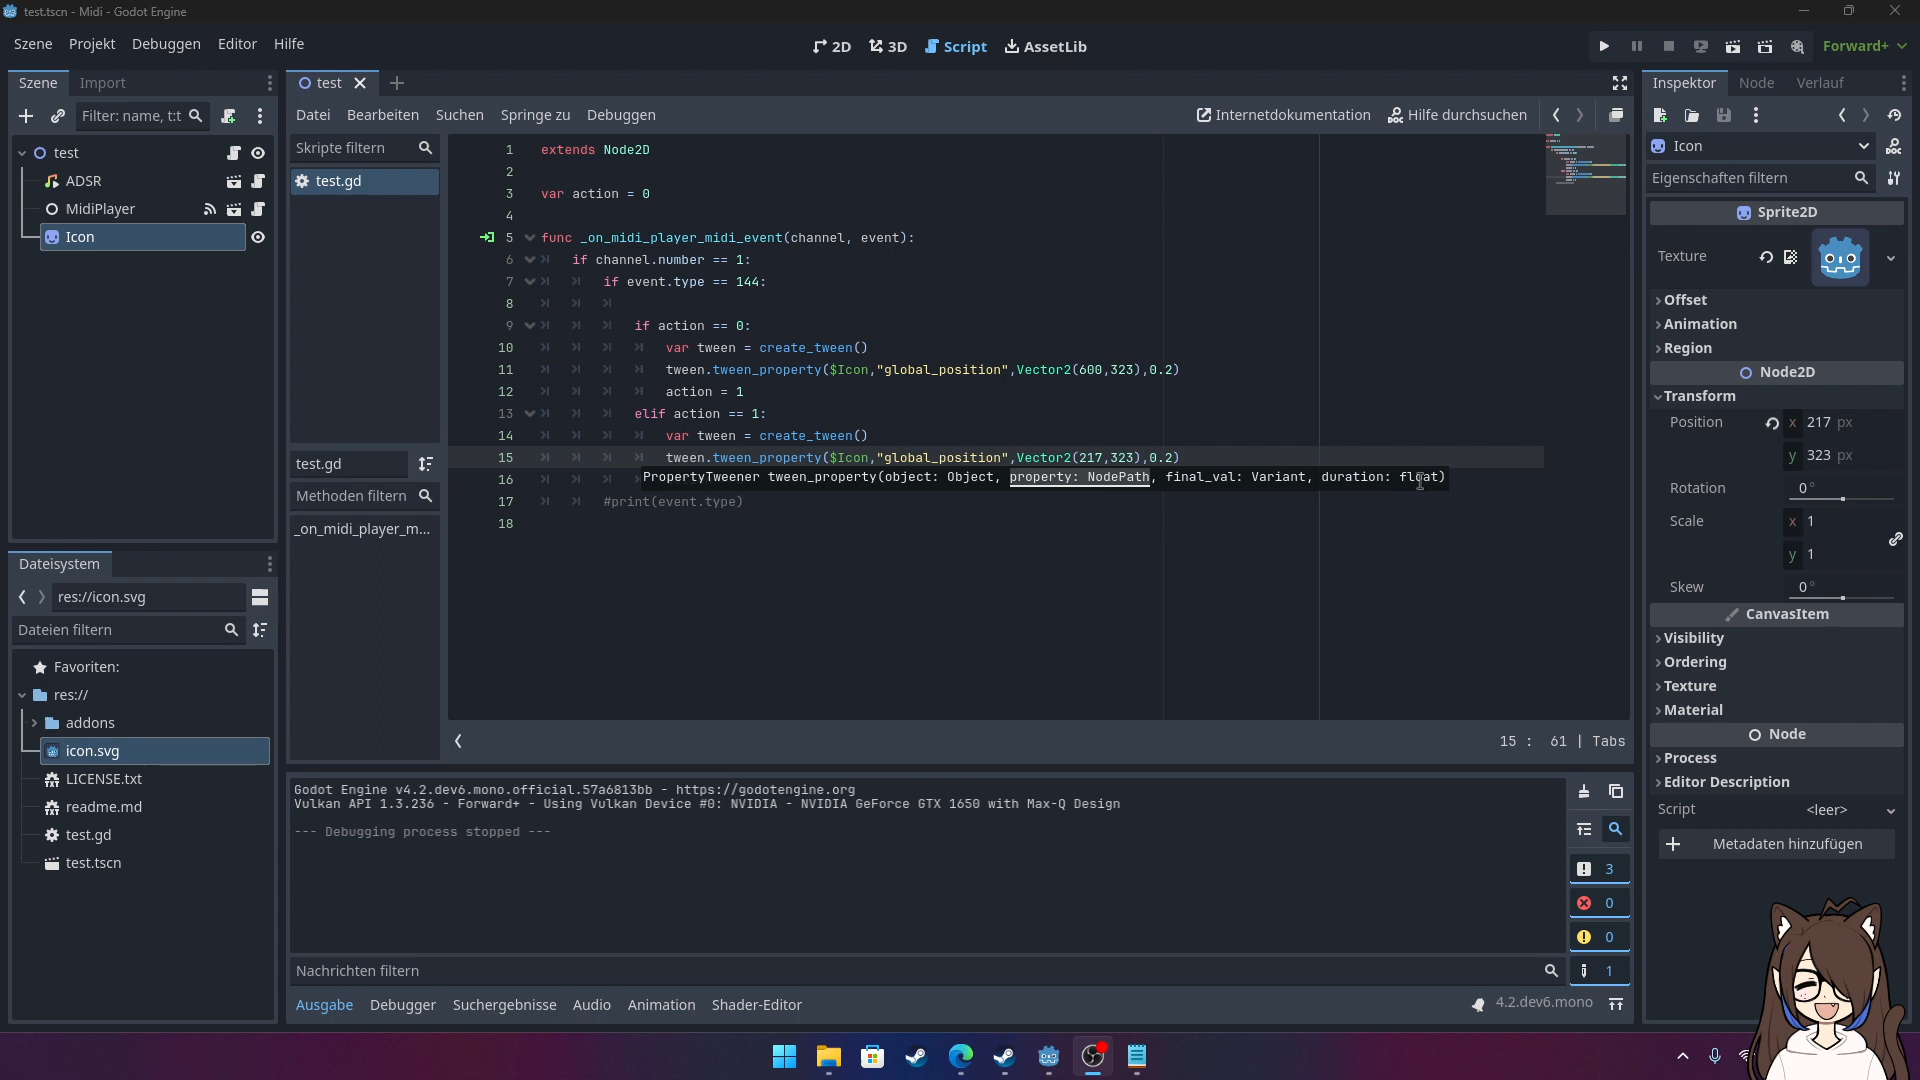 test.tscn - Midi - Godot Engine
Szene Projekt Debuggen Editor Hilfe
2D 3D Script AssetLib
Forward+
Szene Import
Filter: name, t:t
test
ADSR
MidiPlayer
Icon
Dateisystem
res://icon.svg
Dateien filtern
Favoriten:
res://
addons
icon.svg
LICENSE.txt
readme.md
test.gd
test.tscn
test
Datei Bearbeiten Suchen Springe zu Debuggen
Internetdokumentation Hilfe durchsuchen
Skripte filtern
test.gd
test.gd
Methoden filtern
_on_midi_player_m...
1 extends Node2D
2
3 var action = 0
4
5 func _on_midi_player_midi_event(channel, event):
6 if channel.number == 1:
7 if event.type == 144:
8
9 if action == 0:
10 var tween = create_tween()
11 tween.tween_property($Icon,"global_position",Vector2(600,323),0.2)
12 action = 1
13 elif action == 1:
14 var tween = create_tween()
15 tween.tween_property($Icon,"global_position",Vector2(217,323),0.2)
16
PropertyTweener tween_property(object: Object, property: NodePath, final_val: Variant, duration: float)
17 #print(event.type)
18
15 : 61 | Tabs
Godot Engine v4.2.dev6.mono.official.57a6813bb - https://godotengine.org
Vulkan API 1.3.236 - Forward+ - Using Vulkan Device #0: NVIDIA - NVIDIA GeForce GTX 1650 with Max-Q Design
--- Debugging process stopped ---
3
0
0
1
Nachrichten filtern
Ausgabe Debugger Suchergebnisse Audio Animation Shader-Editor
4.2.dev6.mono
Inspektor Node Verlauf
Icon
Eigenschaften filtern
Sprite2D
Texture
Offset
Animation
Region
Node2D
Transform
Position x 217 px
y 323 px
Rotation 0°
Scale x 1
y 1
Skew 0°
CanvasItem
Visibility
Ordering
Texture
Material
Node
Process
Editor Description
Script <leer>
Metadaten hinzufügen